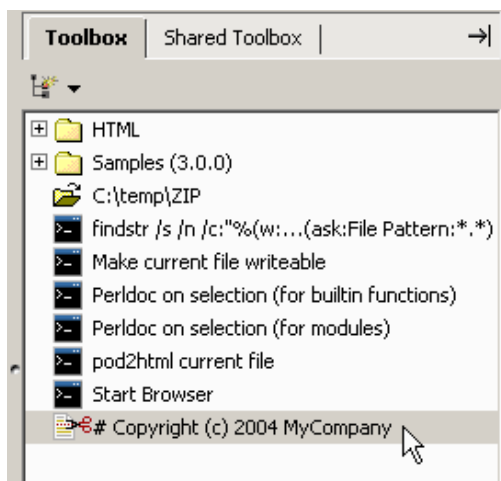 Toolbox
Shared Toolbox
HTML
Samples (3.0.0)
C:\temp\ZIP
findstr /s /n /c:"%(w:...(ask:File Pattern:*.*)
Make current file writeable
Perldoc on selection (for builtin functions)
Perldoc on selection (for modules)
pod2html current file
Start Browser
# Copyright (c) 2004 MyCompany